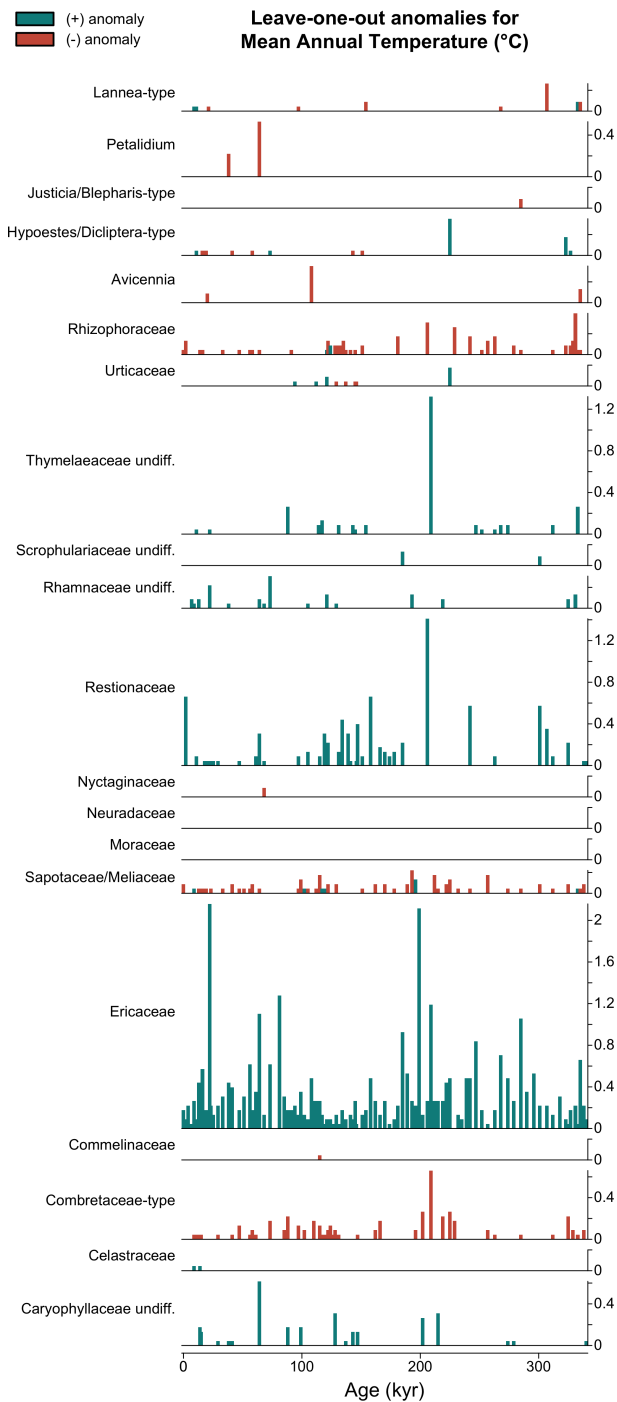 (+) anomaly
(-) anomaly
Leave-one-out anomalies for
Mean Annual Temperature (°C)
Lannea-type
0
Petalidium
0.4
0
Justicia/Blepharis-type
0
Hypoestes/Dicliptera-type
0
Avicennia
0
Rhizophoraceae
0
Urticaceae
0
Thymelaeaceae undiff.
1.2
0.8
0.4
0
Scrophulariaceae undiff.
0
Rhamnaceae undiff.
0
Restionaceae
1.2
0.8
0.4
0
Nyctaginaceae
0
Neuradaceae
0
Moraceae
0
Sapotaceae/Meliaceae
0
Ericaceae
2
1.6
1.2
0.8
0.4
0
Commelinaceae
0
Combretaceae-type
0.4
0
Celastraceae
0
Caryophyllaceae undiff.
0.4
0
0 100 200 300
Age (kyr)